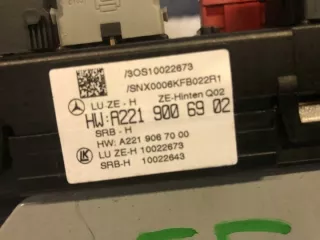 /3OS10022673
/SNX0006KFB022R1
LU ZE-H ZE-Hinten Q02
HW:A221 900 69 02
SRB - H
HW: A221 906 70 00
LU ZE-H 10022673
SRB-H 10022643
LK